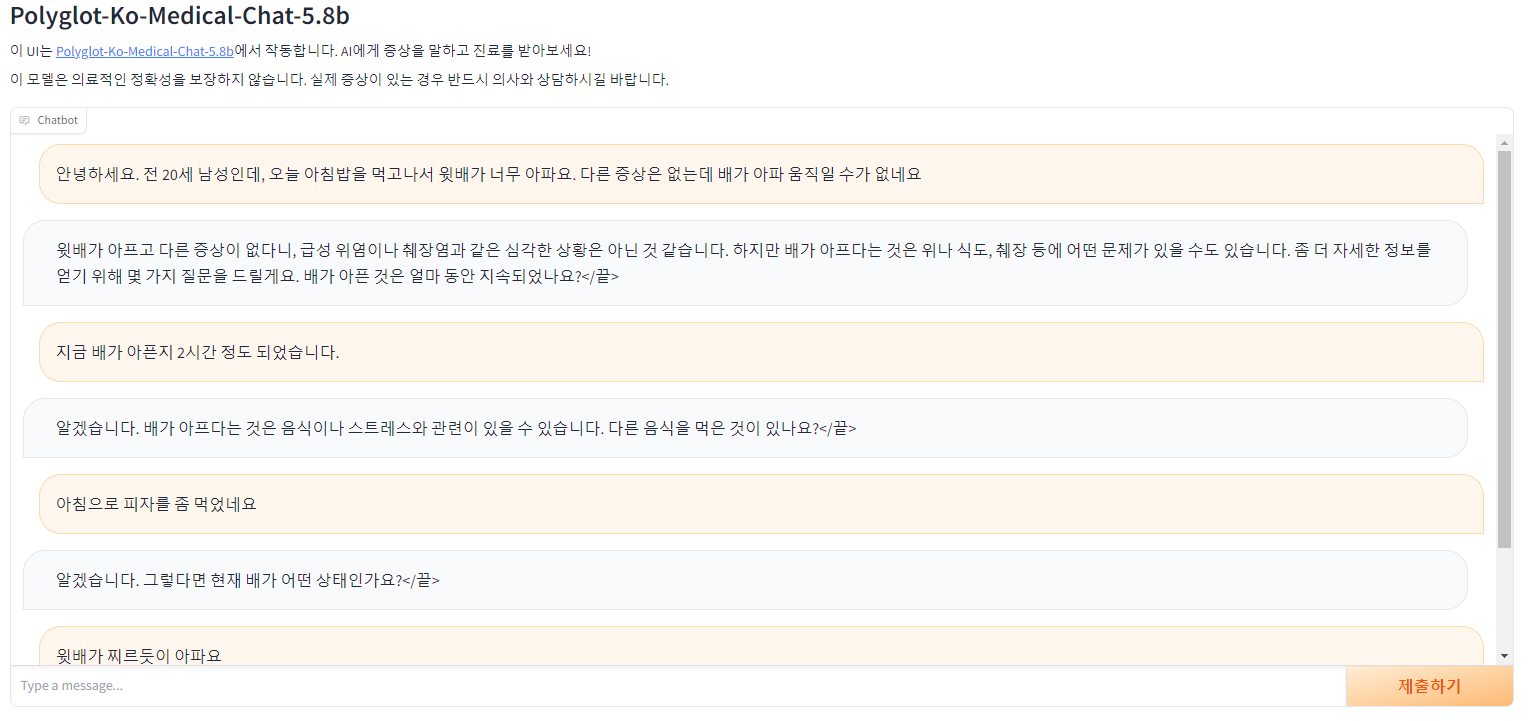 Polyglot-Ko-Medical-Chat-5.8b
이 UI는 Polyglot-Ko-Medical-Chat-5.8b에서 작동합니다. AI에게 증상을 말하고 진료를 받아보세요!
이 모델은 의료적인 정확성을 보장하지 않습니다. 실제 증상이 있는 경우 반드시 의사와 상담하시길 바랍니다.
Chatbot
안녕하세요. 전 20세 남성인데, 오늘 아침밥을 먹고나서 윗배가 너무 아파요. 다른 증상은 없는데 배가 아파 움직일 수가 없네요
윗배가 아프고 다른 증상이 없다니, 급성 위염이나 췌장염과 같은 심각한 상황은 아닌 것 같습니다. 하지만 배가 아프다는 것은 위나 식도, 췌장 등에 어떤 문제가 있을 수도 있습니다. 좀 더 자세한 정보를
얻기 위해 몇 가지 질문을 드릴게요. 배가 아픈 것은 얼마 동안 지속되었나요?</끝>
지금 배가 아픈지 2시간 정도 되었습니다.
알겠습니다. 배가 아프다는 것은 음식이나 스트레스와 관련이 있을 수 있습니다. 다른 음식을 먹은 것이 있나요?</끝>
아침으로 피자를 좀 먹었네요
알겠습니다. 그렇다면 현재 배가 어떤 상태인가요?</끝>
윗배가 찌르듯이 아파요
Type a message...
제출하기